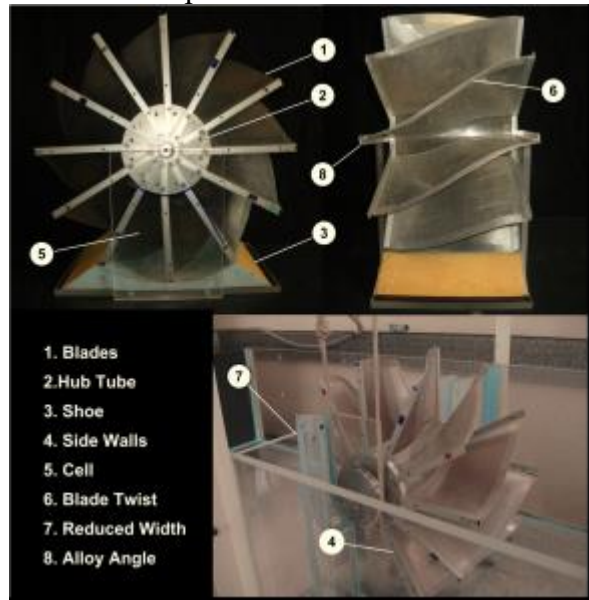 1
2
3
5
6
8
1. Blades
2.Hub Tube
3. Shoe
4. Side Walls
5. Cell
6. Blade Twist
7. Reduced Width
8. Alloy Angle
7
4